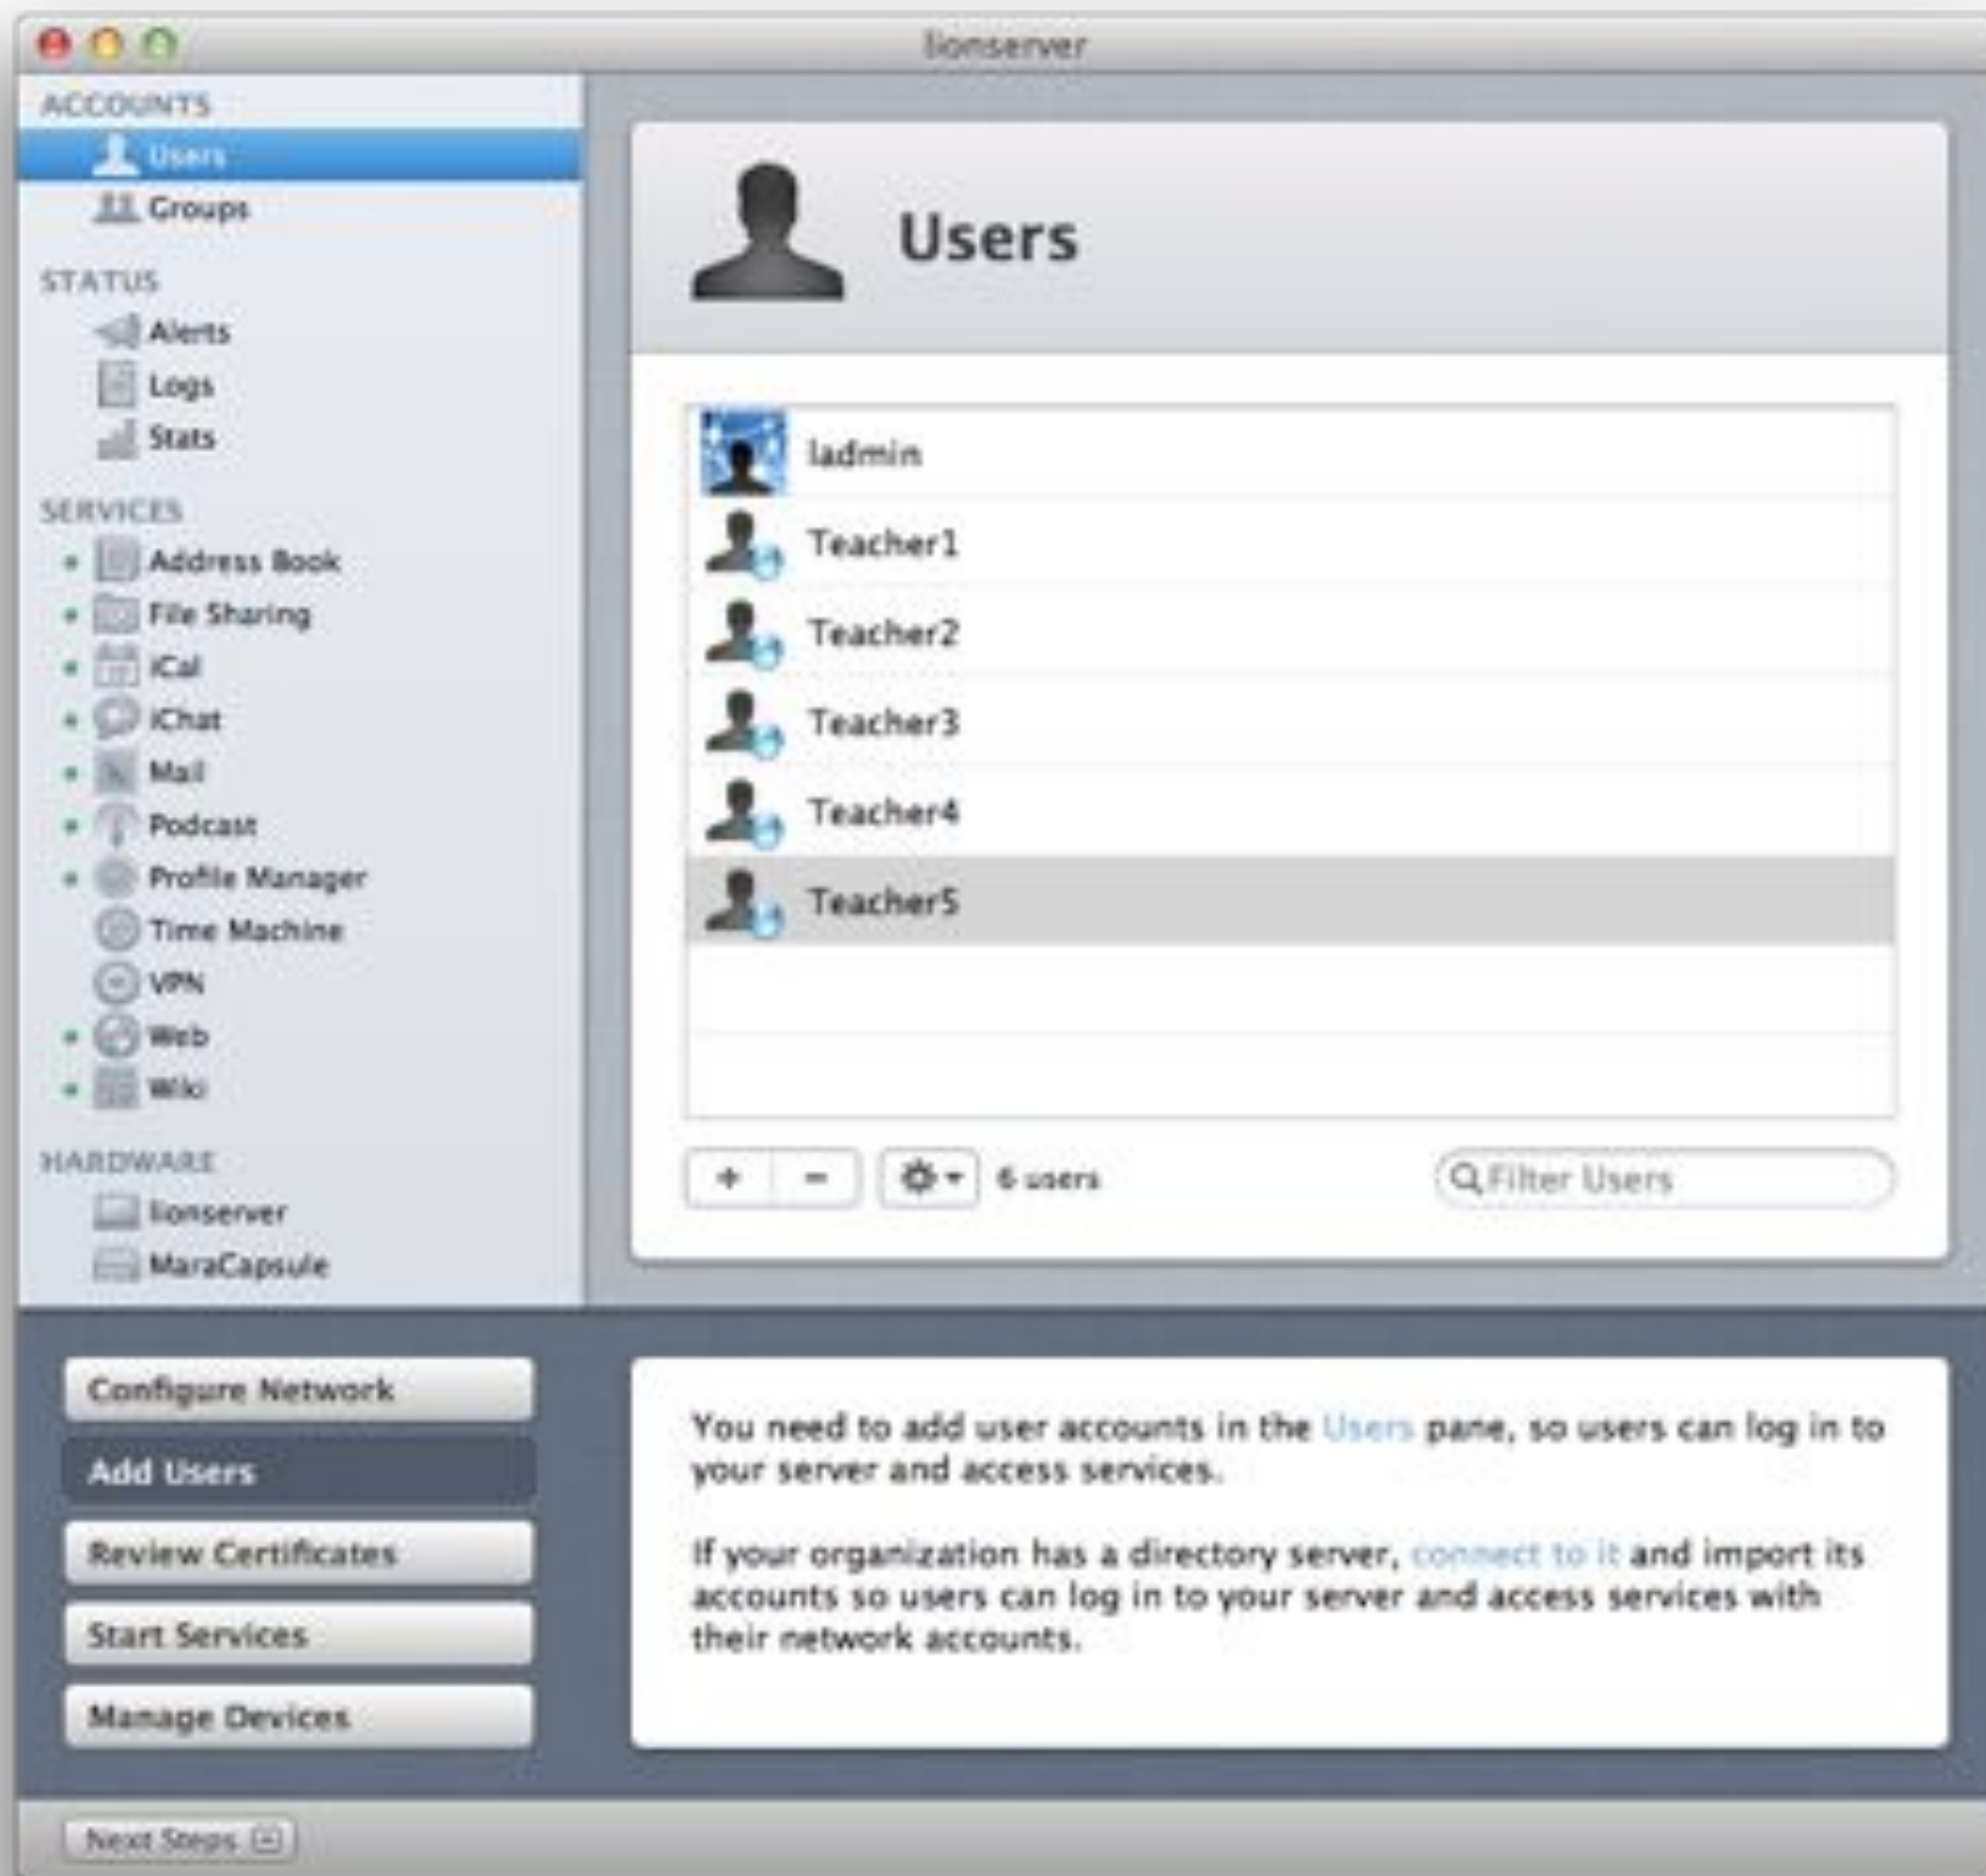 lionserver
ACCOUNTS
Users
Groups
STATUS
Alerts
Logs
Stats
SERVICES
Address Book
File Sharing
iCal
iChat
Mail
Podcast
Profile Manager
Time Machine
VPN
Web
Wiki
HARDWARE
lionserver
MaraCapsule
Users
ladmin
Teacher1
Teacher2
Teacher3
Teacher4
Teacher5
+ −
6 users
Filter Users
Configure Network
Add Users
Review Certificates
Start Services
Manage Devices
You need to add user accounts in the Users pane, so users can log in to
your server and access services.
If your organization has a directory server, connect to it and import its
accounts so users can log in to your server and access services with
their network accounts.
Next Steps